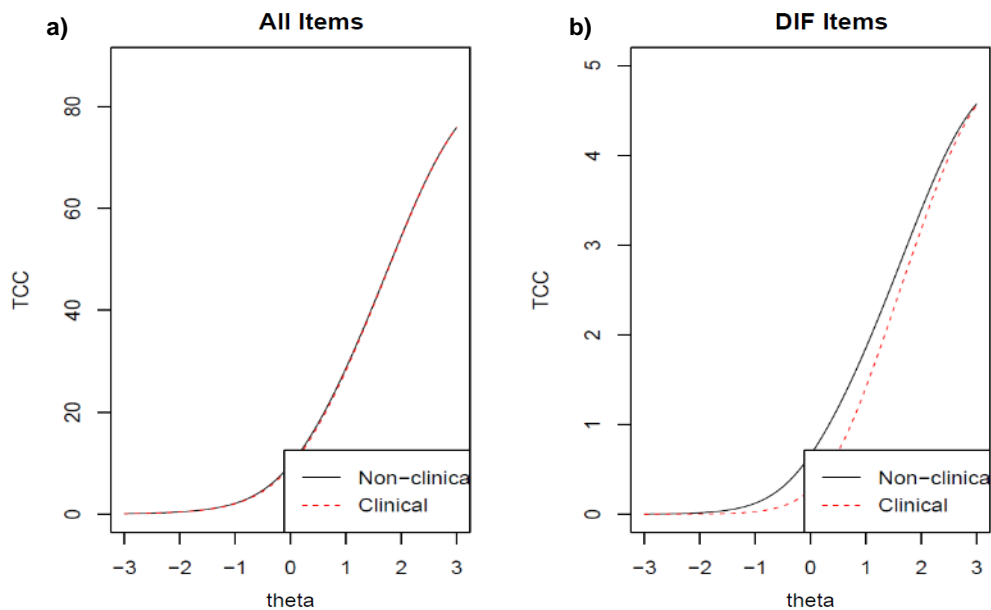 a)
All Items
TCC
80
60
40
20
0
Non−clinica
Clinical
−3 −2 −1 0 1 2 3
theta
b)
DIF Items
TCC
5
4
3
2
1
0
Non−clinica
Clinical
−3 −2 −1 0 1 2 3
theta